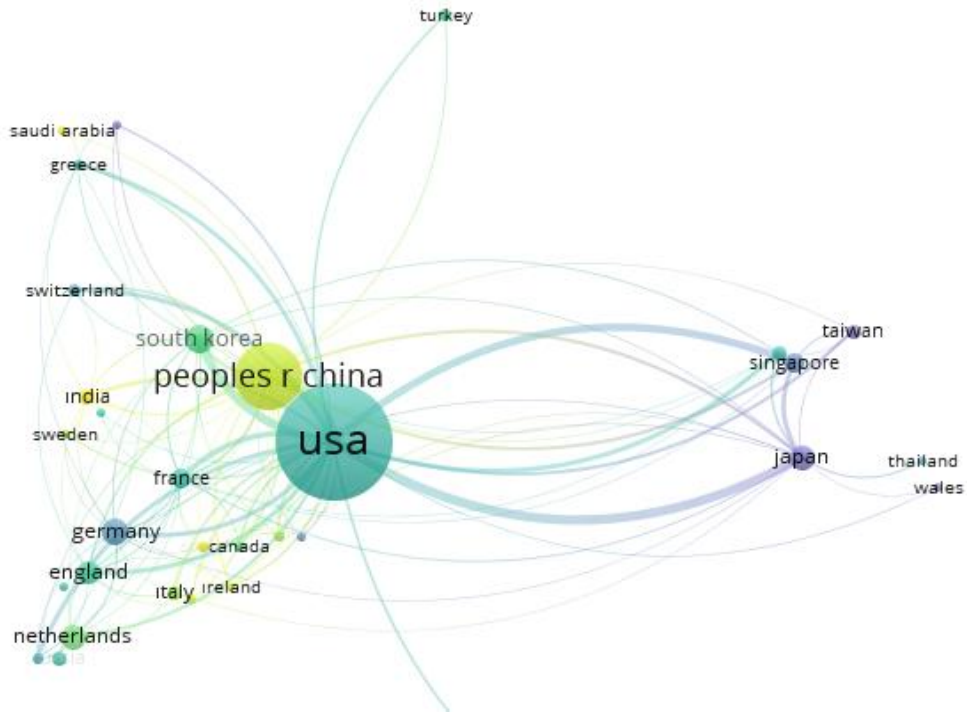 turkey
saudi arabia
greece
switzerland
south korea
taiwan
singapore
peoples r china
india
sweden
usa
japan
thailand
france
wales
germany
canada
england
italy
ireland
netherlands